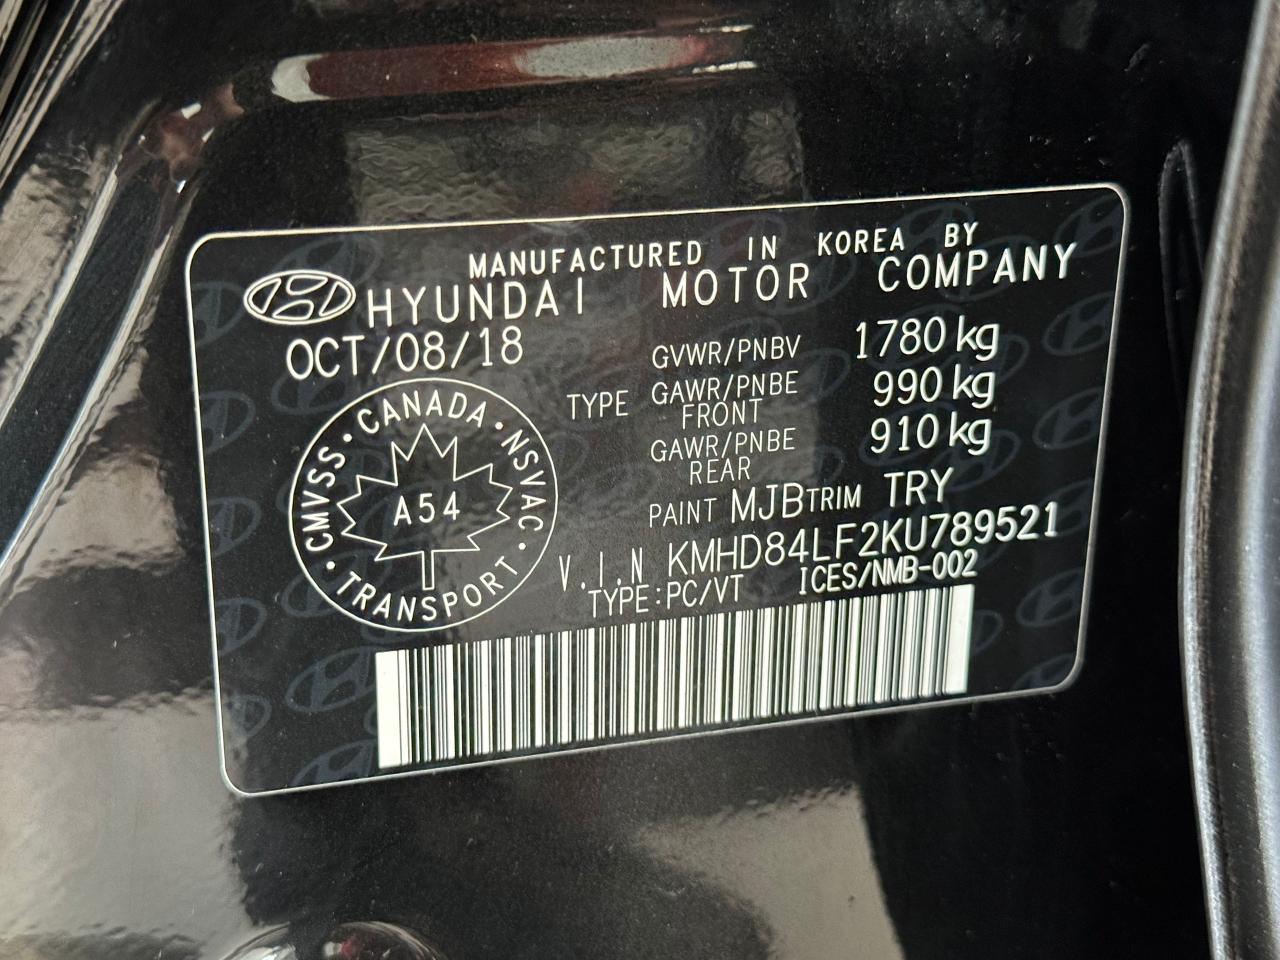 MANUFACTURED IN KOREA BY
HYUNDAI MOTOR COMPANY
OCT/08/18
GVWR/PNBV 1780 kg
TYPE GAWR/PNBE FRONT 990 kg
GAWR/PNBE REAR 910 kg
PAINT MJB TRIM TRY
V.I.N KMHD84LF2KU789521
TYPE:PC/VT ICES/NMB-002
CANADA · NSVAC · TRANSPORT · CMVSS ·
A54